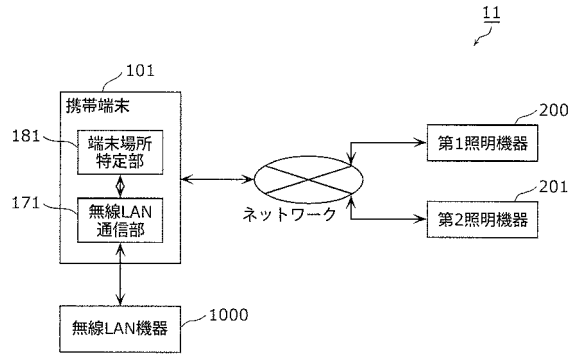 11
101
携帯端末
181
端末場所
特定部
171
無線LAN
通信部
ネットワーク
200
第1照明機器
201
第2照明機器
無線LAN機器
1000